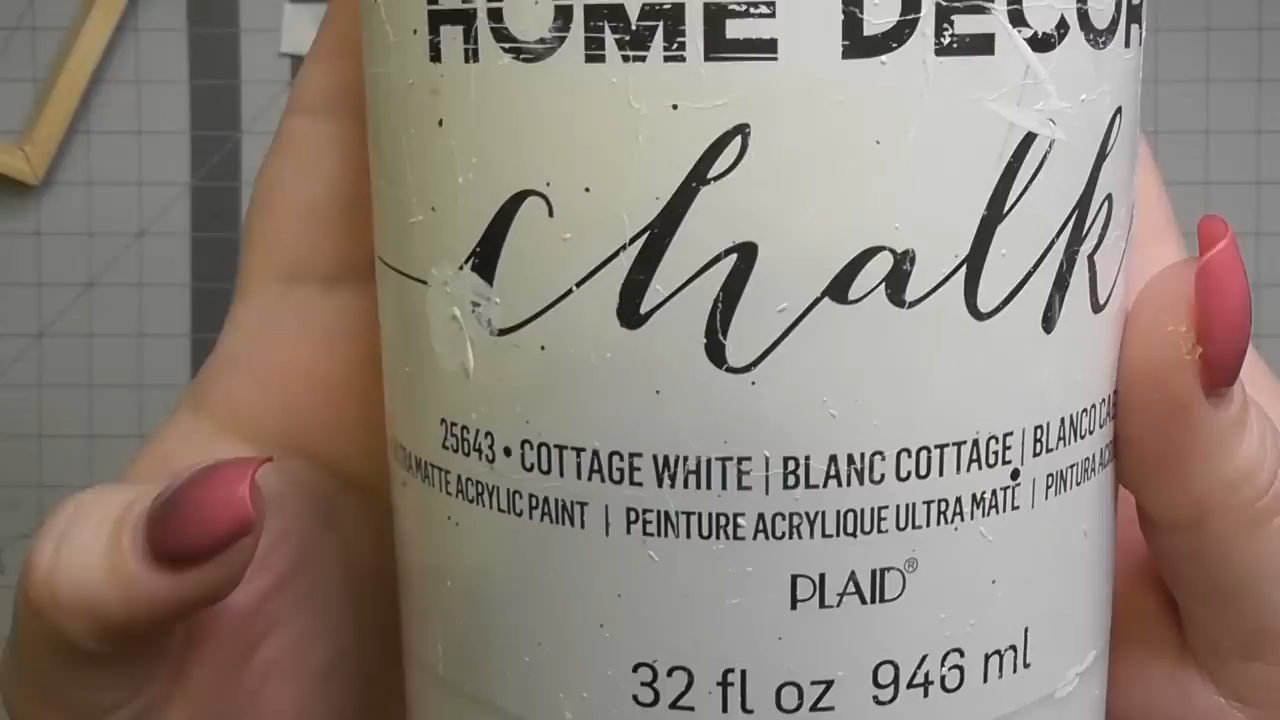 HOME DECOR
chalk
25643 • COTTAGE WHITE | BLANC COTTAGE | BLANCO
MATTE ACRYLIC PAINT | PEINTURE ACRYLIQUE ULTRA MATE | PINTURA
PLAID®
32 fl oz 946 ml